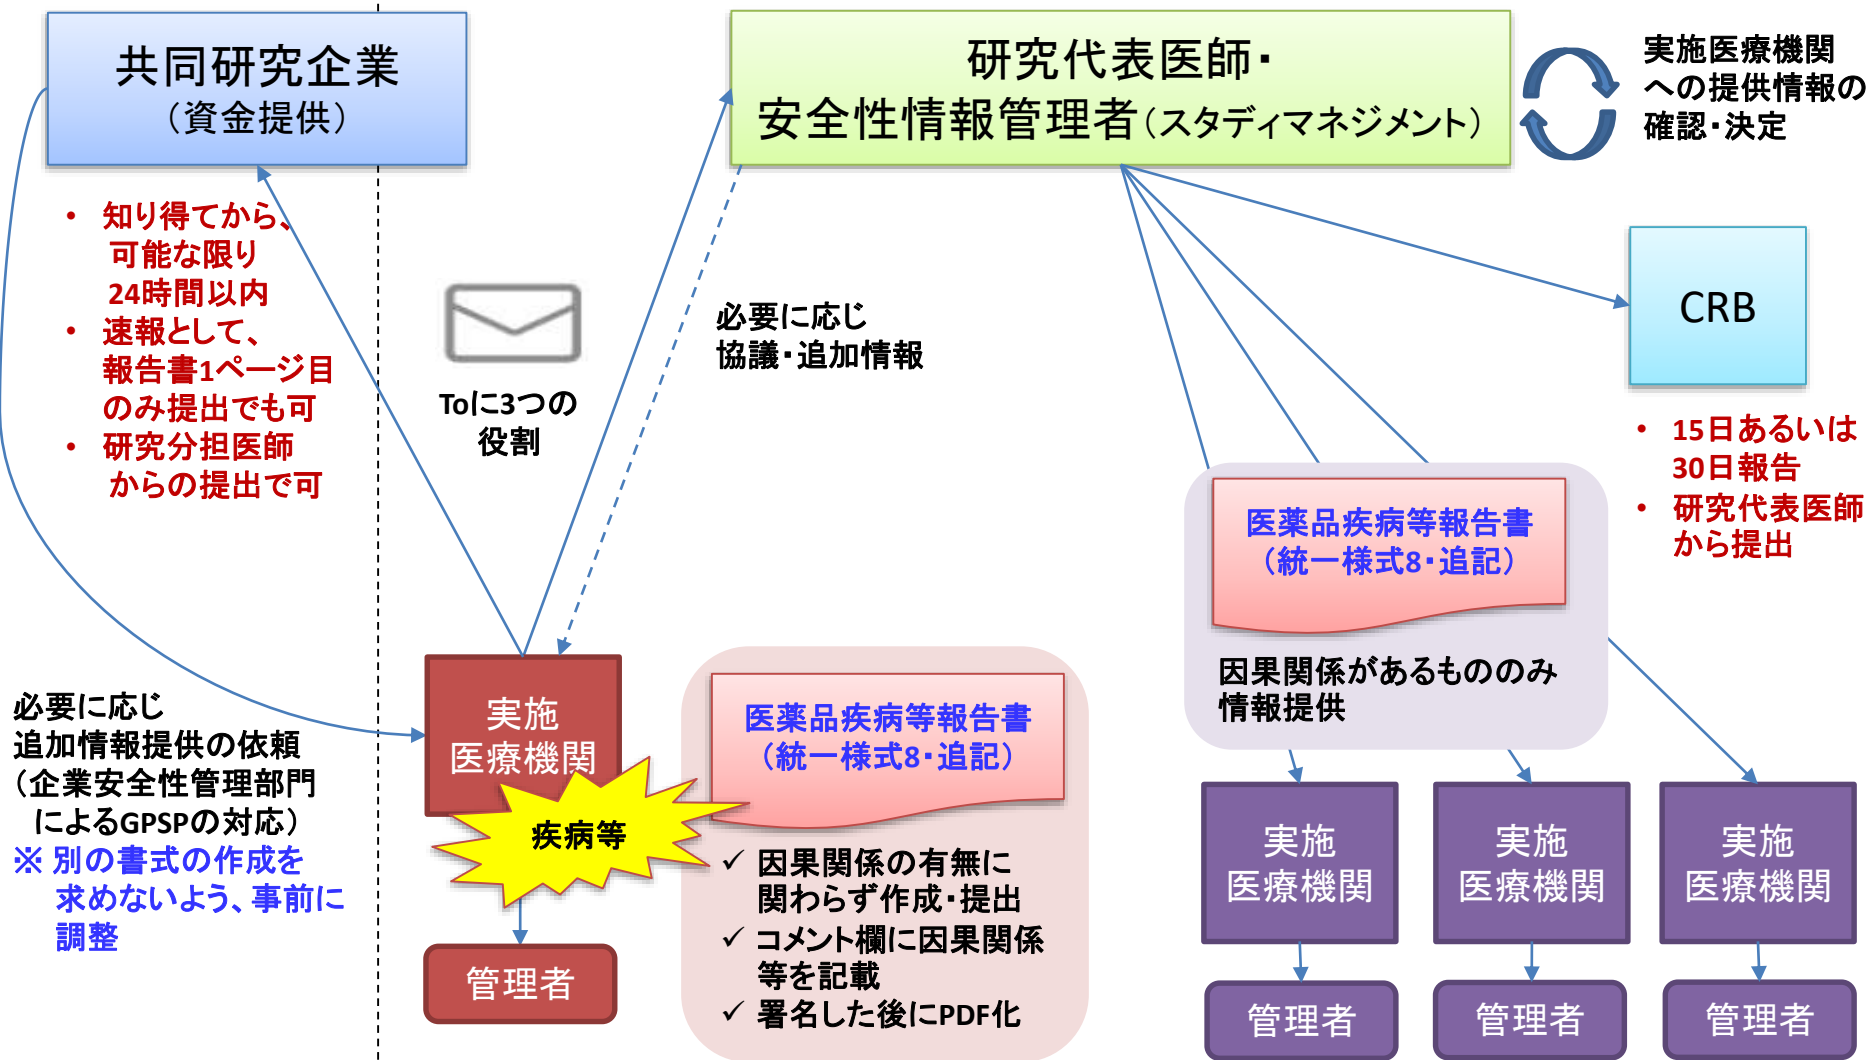 共同研究企業
（資金提供）
研究代表医師・
安全性情報管理者（スタディマネジメント）
実施医療機関
への提供情報の
確認・決定
• 知り得てから、
可能な限り
24時間以内
• 速報として、
報告書1ページ目
のみ提出でも可
• 研究分担医師
からの提出で可
Toに3つの
役割
必要に応じ
協議・追加情報
CRB
• 15日あるいは
30日報告
• 研究代表医師
から提出
医薬品疾病等報告書
（統一様式8・追記）
因果関係があるもののみ
情報提供
必要に応じ
追加情報提供の依頼
（企業安全性管理部門
によるGPSPの対応）
※ 別の書式の作成を
求めないよう、事前に
調整
実施
医療機関
疾病等
管理者
医薬品疾病等報告書
（統一様式8・追記）
✓ 因果関係の有無に
関わらず作成・提出
✓ コメント欄に因果関係
等を記載
✓ 署名した後にPDF化
実施
医療機関
管理者
実施
医療機関
管理者
実施
医療機関
管理者